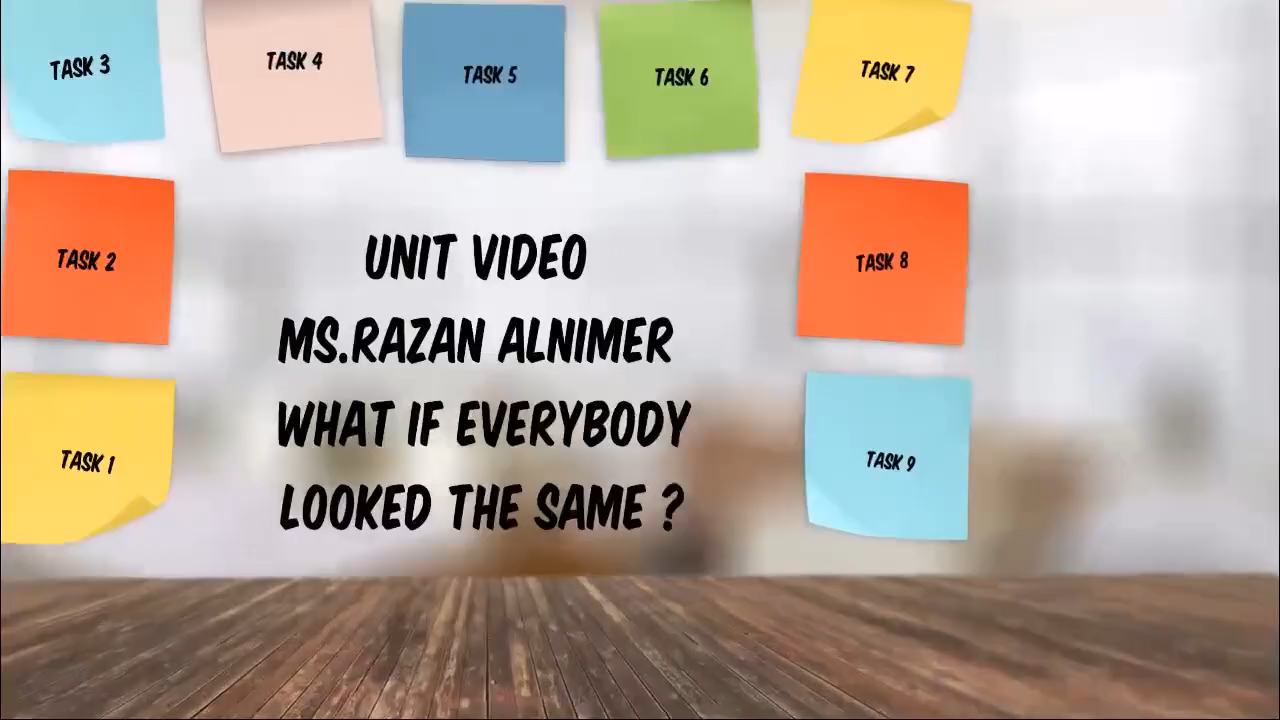 TASK 3
TASK 4
TASK 5
TASK 6
TASK 7
TASK 2
TASK 8
UNIT VIDEO
MS.RAZAN ALNIMER
WHAT IF EVERYBODY
LOOKED THE SAME ?
TASK 1
TASK 9